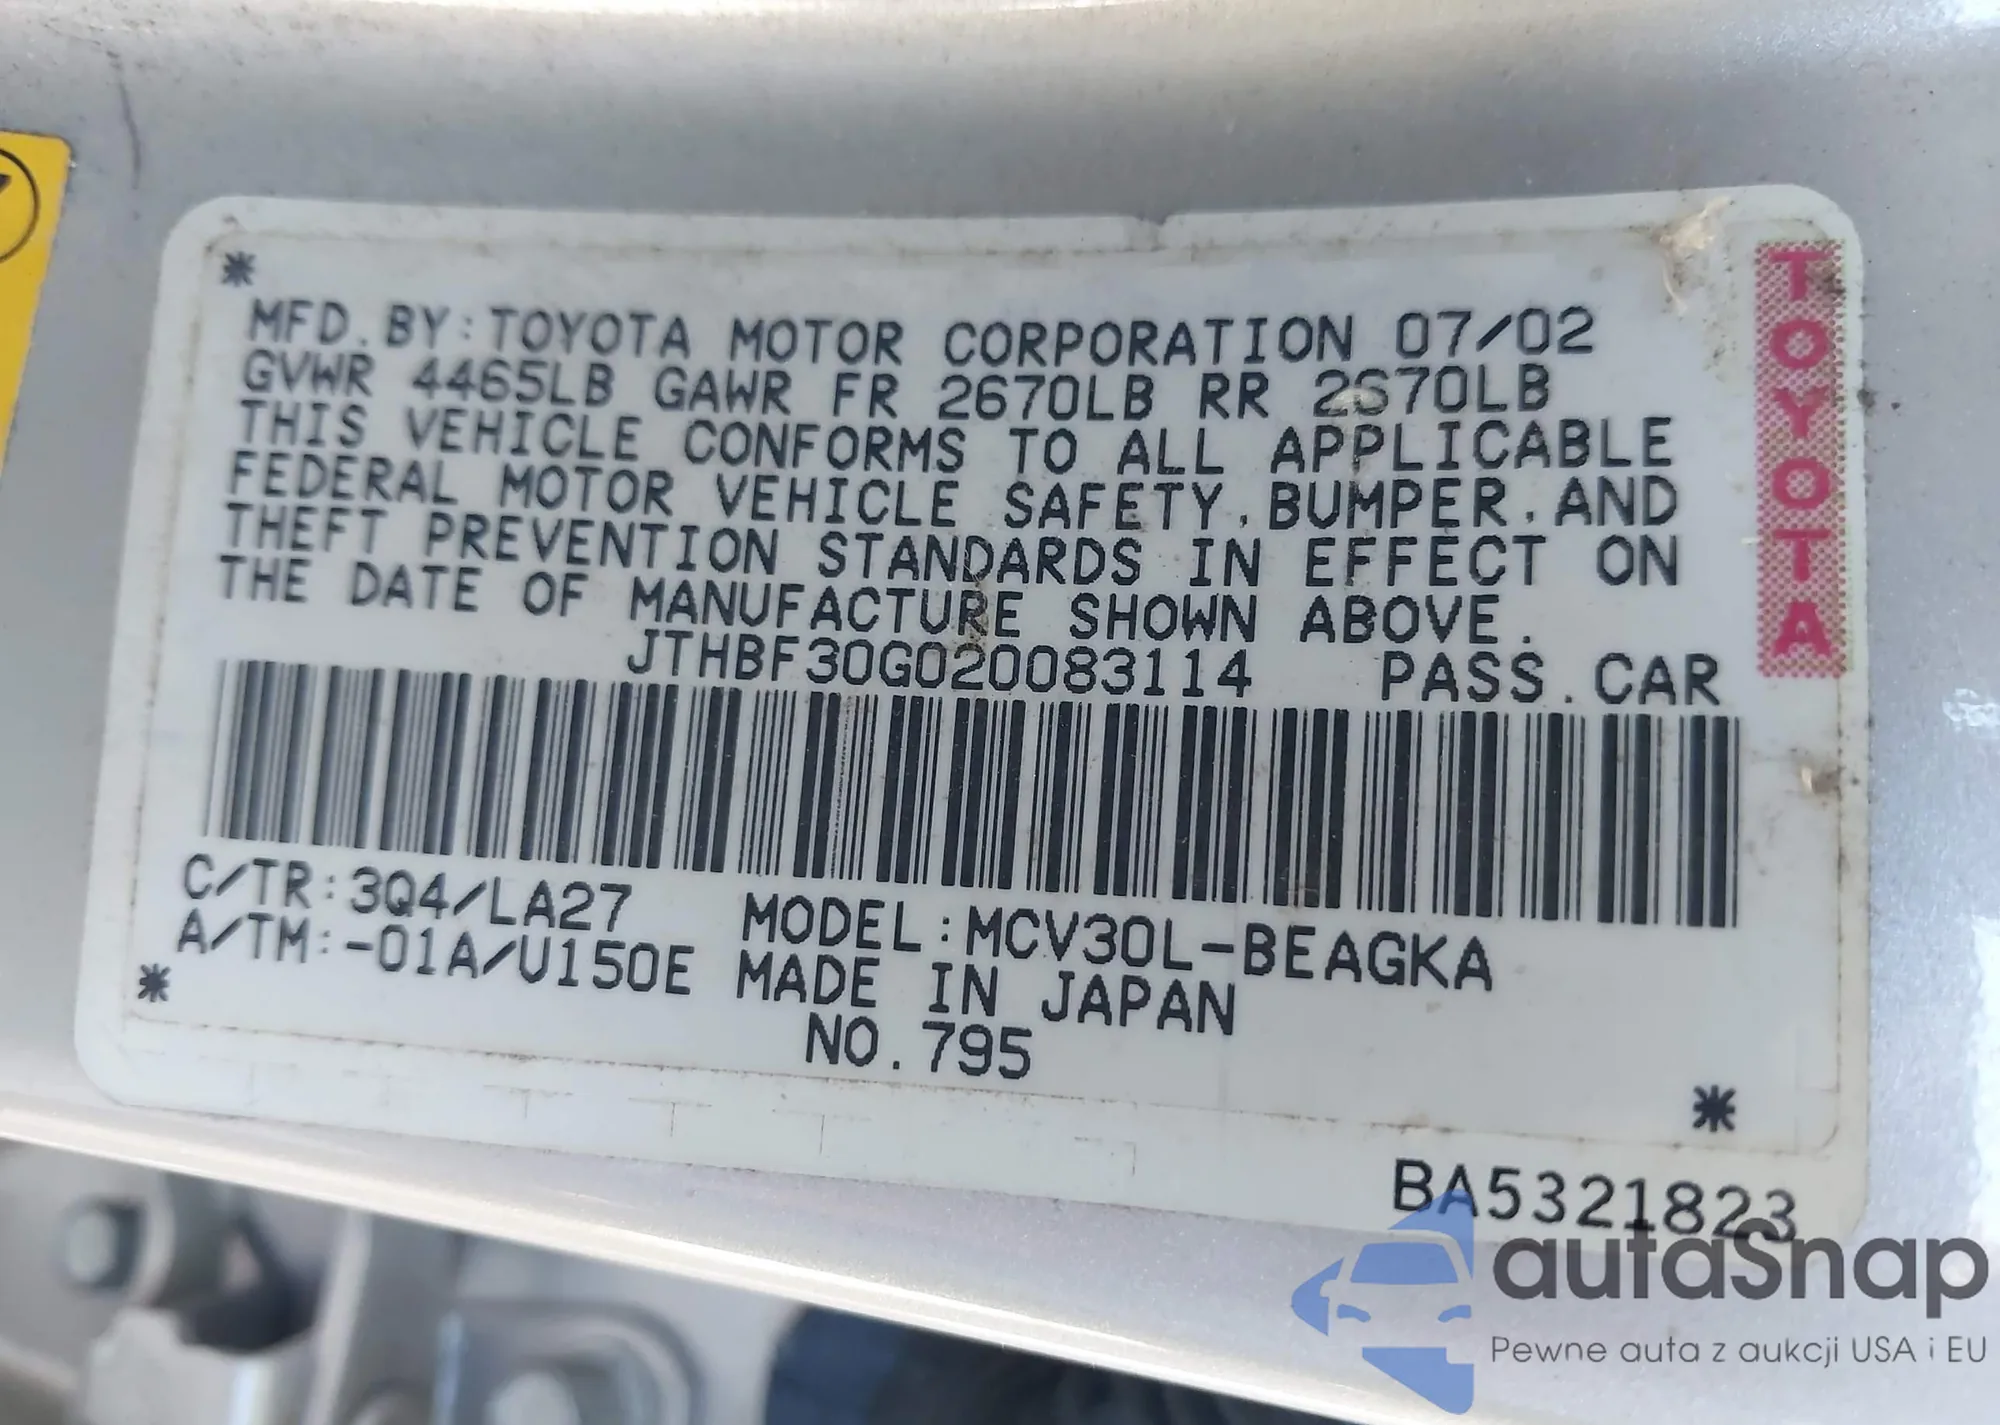 MFD.BY:TOYOTA MOTOR CORPORATION 07/02
GVWR 4465LB GAWR FR 2670LB RR 2670LB
THIS VEHICLE CONFORMS TO ALL APPLICABLE
FEDERAL MOTOR VEHICLE SAFETY,BUMPER,AND
THEFT PREVENTION STANDARDS IN EFFECT ON
THE DATE OF MANUFACTURE SHOWN ABOVE.
JTHBF30G020083114 PASS.CAR
C/TR:3Q4/LA27 MODEL:MCV30L-BEAGKA
A/TM:-01A/U150E MADE IN JAPAN
NO.795
TOYOTA
BA5321823
autaSnap
Pewne auta z aukcji USA i EU